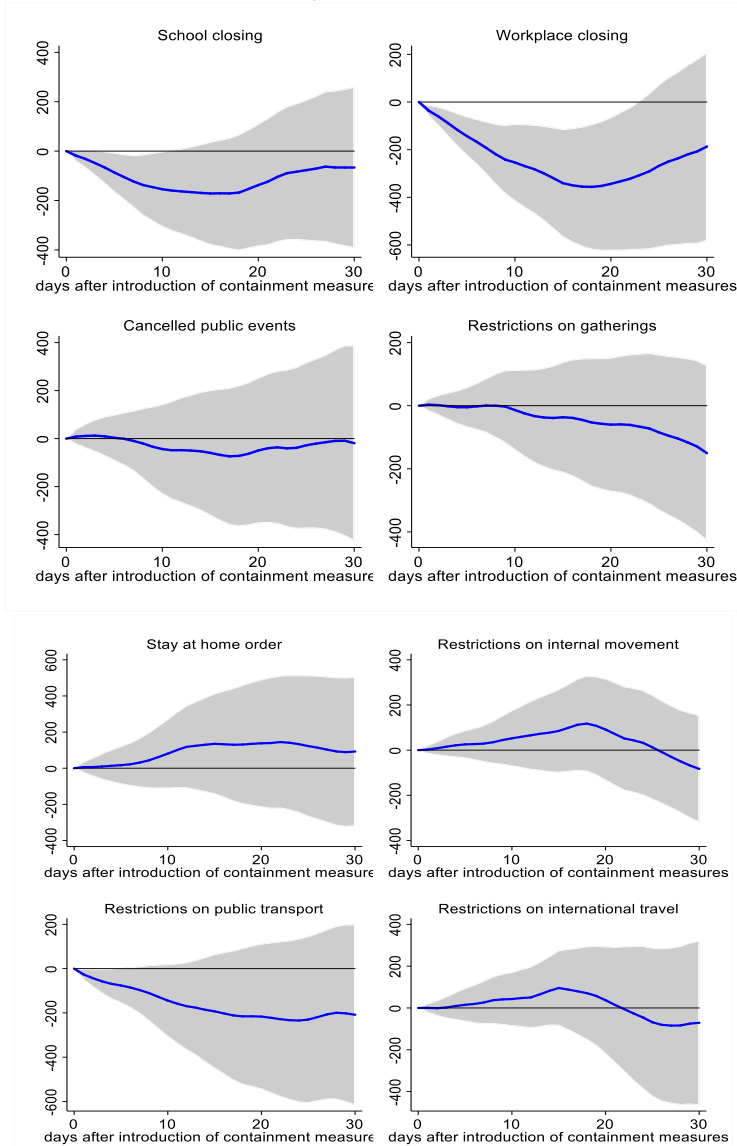 School closing
400
200
0
-200
-400
0 10 20 30
days after introduction of containment measure
Workplace closing
200
0
-200
-400
-600
0 10 20 30
days after introduction of containment measures
Cancelled public events
400
200
0
-200
-400
0 10 20 30
days after introduction of containment measure
Restrictions on gatherings
200
0
-200
-400
0 10 20 30
days after introduction of containment measures
Stay at home order
600
400
200
0
-200
-400
0 10 20 30
days after introduction of containment measure
Restrictions on internal movement
400
200
0
-200
-400
0 10 20 30
days after introduction of containment measures
Restrictions on public transport
200
0
-200
-400
-600
0 10 20 30
days after introduction of containment measure
Restrictions on international travel
400
200
0
-200
-400
0 10 20 30
days after introduction of containment measures